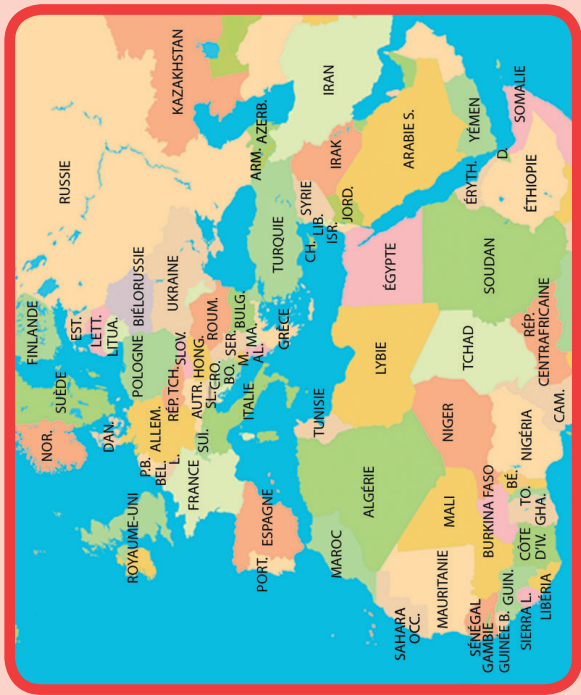 NOR.
SUÈDE
FINLANDE
RUSSIE
KAZAKHSTAN
ROYAUME-UNI
DAN.
EST.
LETT.
LITUA.
BIÉLORUSSIE
P.B.
BEL.
L.
ALLEM.
POLOGNE
UKRAINE
RÉP. TCH.
SLOV.
FRANCE
SUI.
AUTR.
HONG.
ROUM.
SL.
CRO.
BO.
SER.
BULG.
M.
MA.
AL.
ITALIE
GRÈCE
PORT.
ESPAGNE
TURQUIE
ARM.
AZERB.
CH.
LIB.
ISR.
SYRIE
JORD.
IRAK
IRAN
MAROC
ALGÉRIE
TUNISIE
LYBIE
ÉGYPTE
ARABIE S.
SAHARA
OCC.
MAURITANIE
MALI
NIGER
TCHAD
SOUDAN
ÉRYTH.
YÉMEN
D.
SÉNÉGAL
GAMBIE
GUINÉE B.
GUIN.
SIERRA L.
LIBÉRIA
CÔTE
D'IV.
BURKINA FASO
GHA.
TO.
BÉ.
NIGÉRIA
CAM.
RÉP.
CENTRAFRICAINE
ÉTHIOPIE
SOMALIE